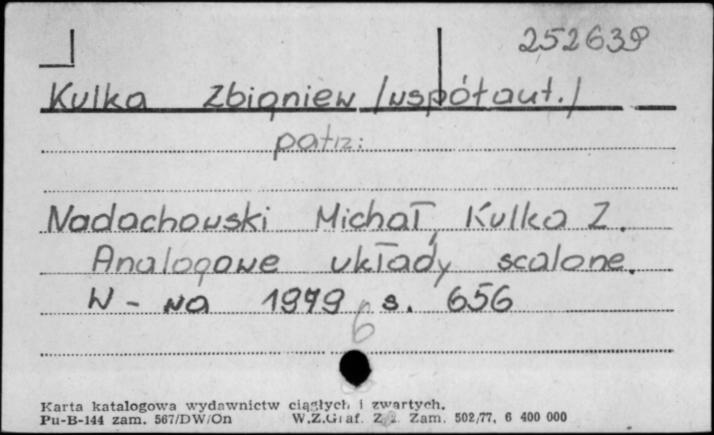 252639
Kulka Zbigniew /współaut./
patrz:
Nadachowski Michał, Kulka Z.
Analogowe układy scalone.
W-wa 1979 s. 656
6
Karta katalogowa wydawnictw ciągłych i zwartych.
Pu-B-144 zam. 567/DW/On W.Z.Graf. Z. 2. Zam. 502/77, 6 400 000